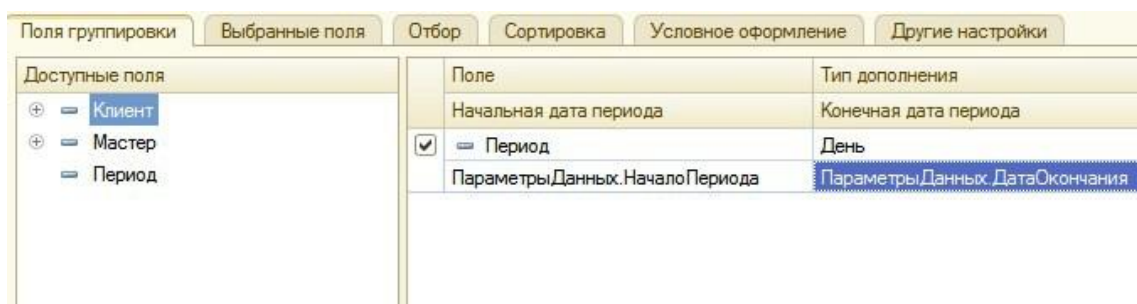 Поля группировки Выбранные поля Отбор Сортировка Условное оформление Другие настройки
Доступные поля Поле Тип дополнения
Клиент Начальная дата периода Конечная дата периода
Мастер Период День
Период ПараметрыДанных.НачалоПериода ПараметрыДанных.ДатаОкончания